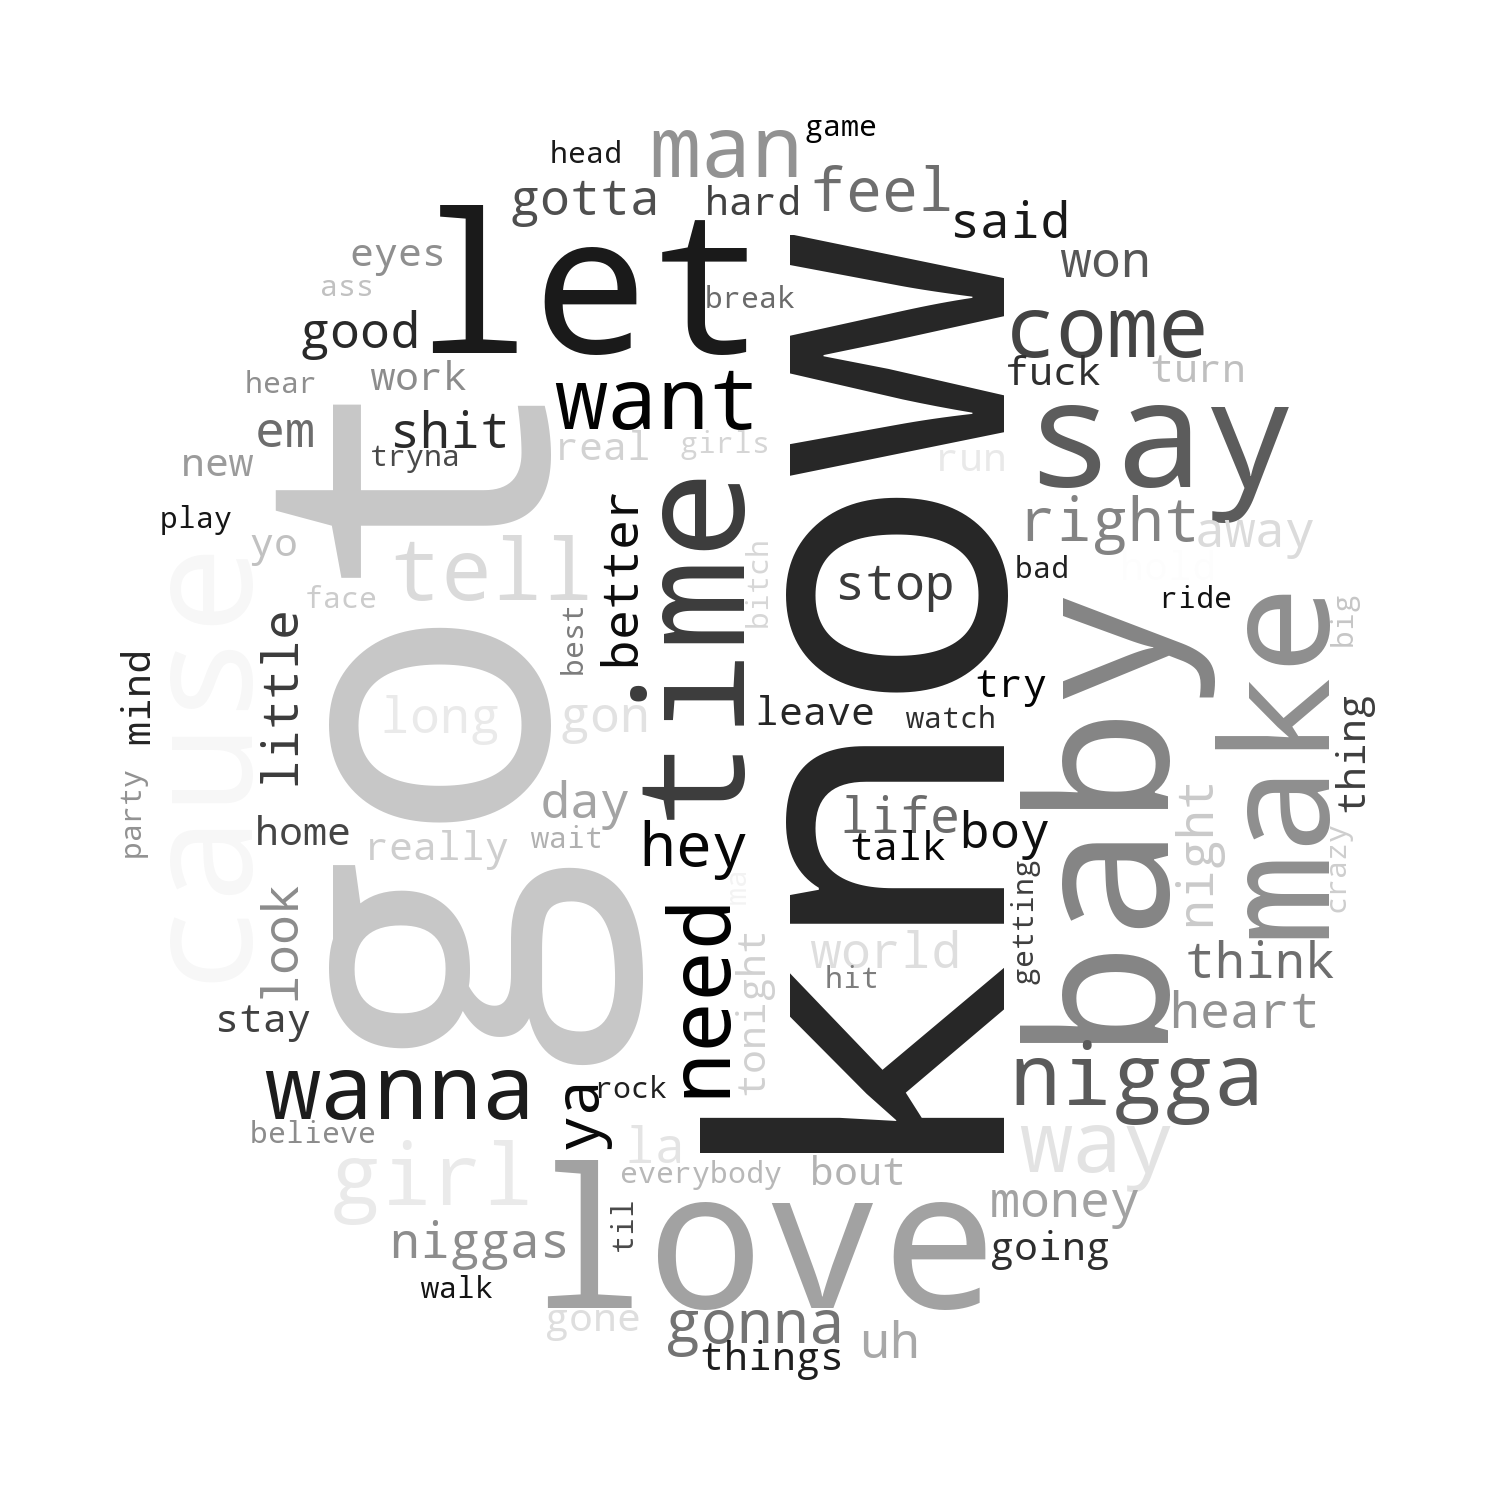 game
head
man
gotta
hard
feel
said
let
eyes
won
ass
break
good
come
know
hear
work
want
fuck
turn
em
shit
say
real
girls
tryna
run
new
got
play
right
away
yo
tell
better
time
bitch
stop
bad
hold
ride
face
cause
best
little
baby
make
big
mind
try
long
gon
leave
watch
thing
party
day
life
night
home
really
wait
hey
talk
boy
crazy
getting
look
need
ma
tonight
world
hit
think
stay
heart
wanna
ya
rock
nigga
believe
girl
la
everybody
bout
way
love
money
niggas
til
going
walk
gone
gonna
uh
things